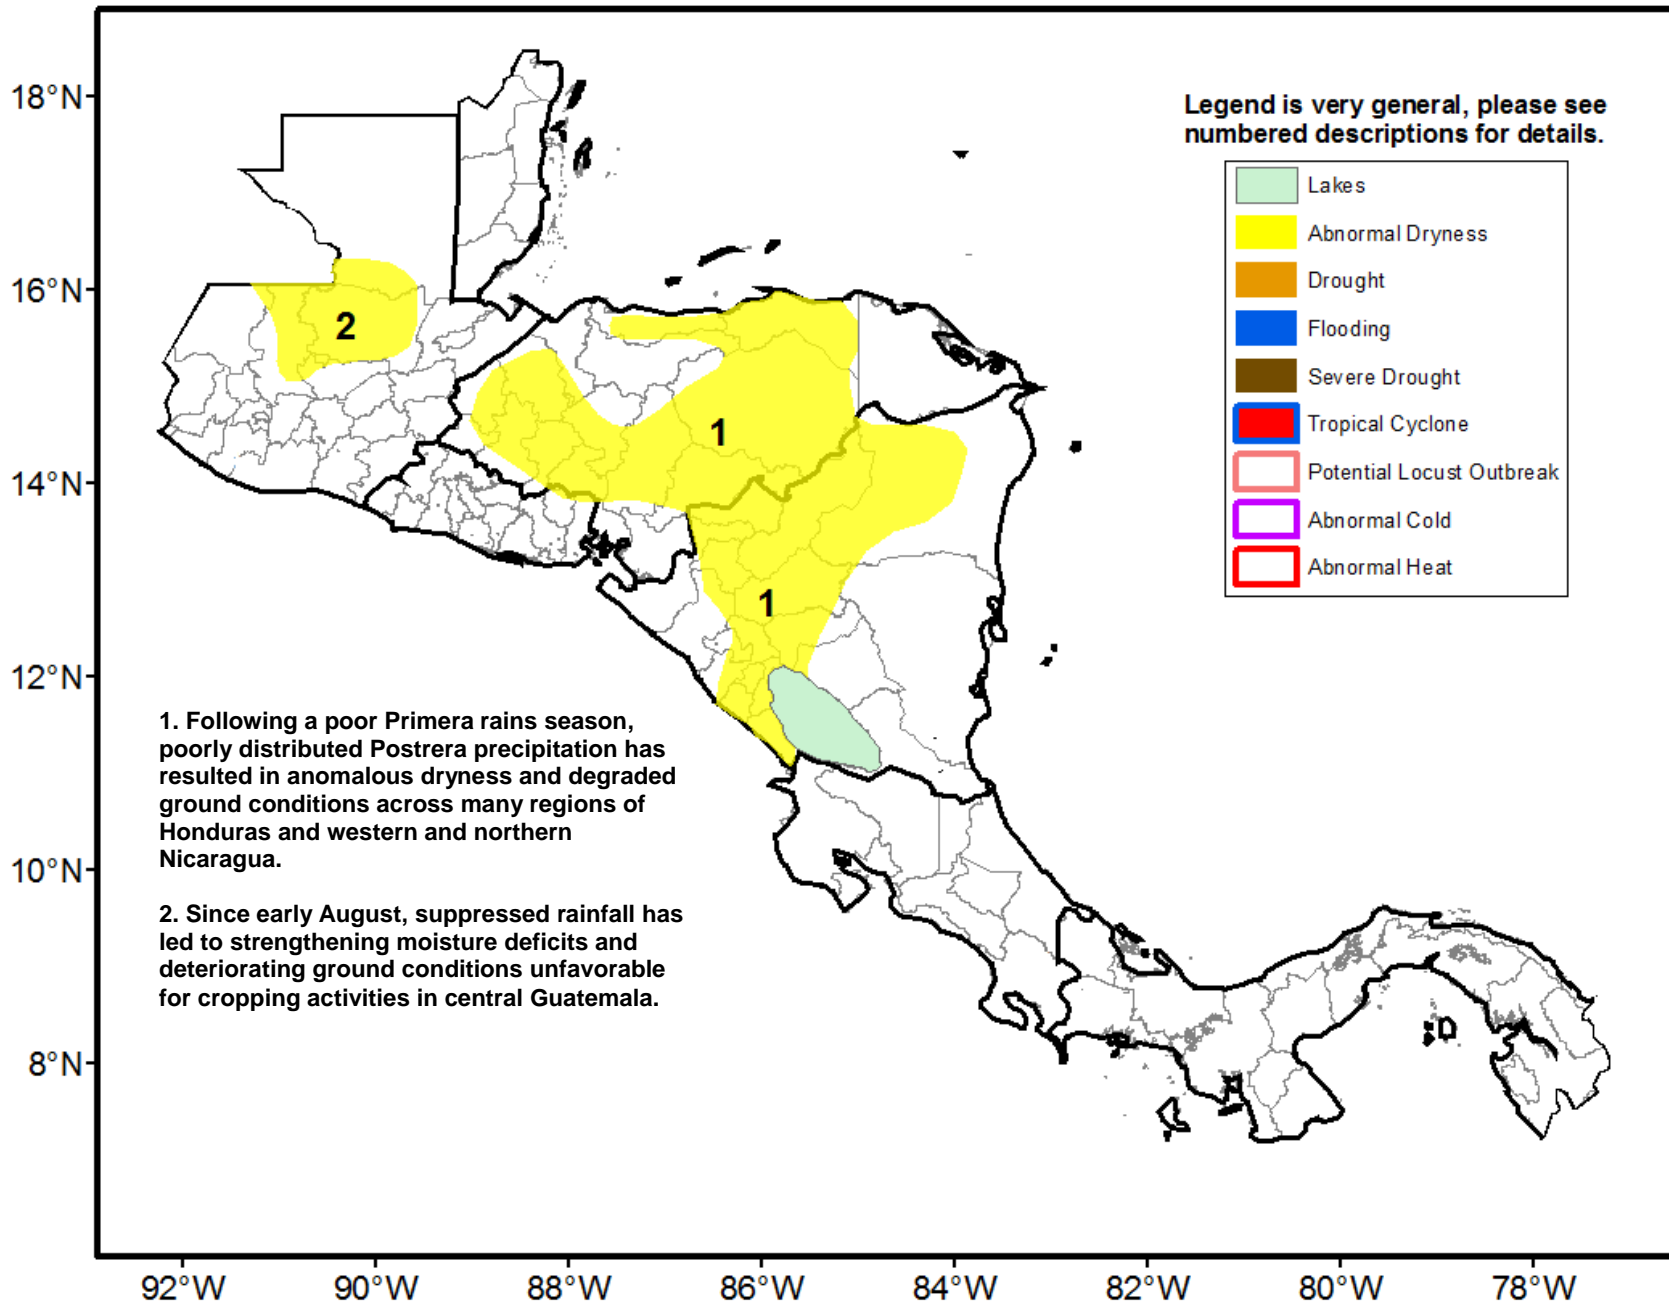 Legend is very general, please see
numbered descriptions for details.
Lakes
Abnormal Dryness
Drought
Flooding
Severe Drought
Tropical Cyclone
Potential Locust Outbreak
Abnormal Cold
Abnormal Heat
18°N
16°N
14°N
12°N
10°N
8°N
2
1
1
1. Following a poor Primera rains season,
poorly distributed Postrera precipitation has
resulted in anomalous dryness and degraded
ground conditions across many regions of
Honduras and western and northern
Nicaragua.
2. Since early August, suppressed rainfall has
led to strengthening moisture deficits and
deteriorating ground conditions unfavorable
for cropping activities in central Guatemala.
92°W
90°W
88°W
86°W
84°W
82°W
80°W
78°W